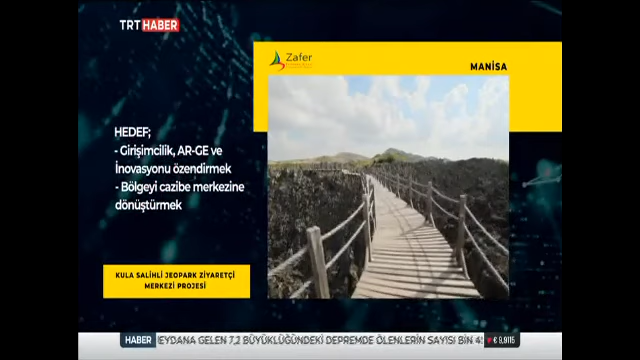 TRT HABER
Zafer
MANİSA
HEDEF;
- Girişimcilik, AR-GE ve
İnovasyonu özendirmek
- Bölgeyi cazibe merkezine
dönüştürmek
KULA SALİHLİ JEOPARK ZİYARETÇİ
MERKEZİ PROJESİ
HABER EYDANA GELEN 7,2 BÜYÜKLÜĞÜNDEKİ DEPREMDE ÖLENLERİN SAYISI BİN 4 € 9,9115